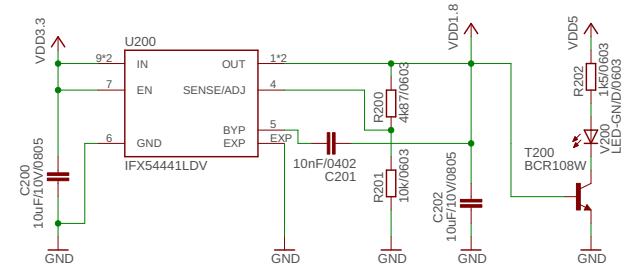 VDD3.3
U200
9*2
IN
OUT
1*2
7
EN
SENSE/ADJ
4
BYP
5
6
GND
EXP
EXP
IFX54441LDV
C200
10uF/10V/0805
GND
GND
R200
4k87/0603
10nF/0402
C201
R201
10k/0603
GND
VDD1.8
C202
10uF/10V/0805
GND
VDD5
R202
1k5/0603
V200
LED-GN/D/0603
T200
BCR108W
GND